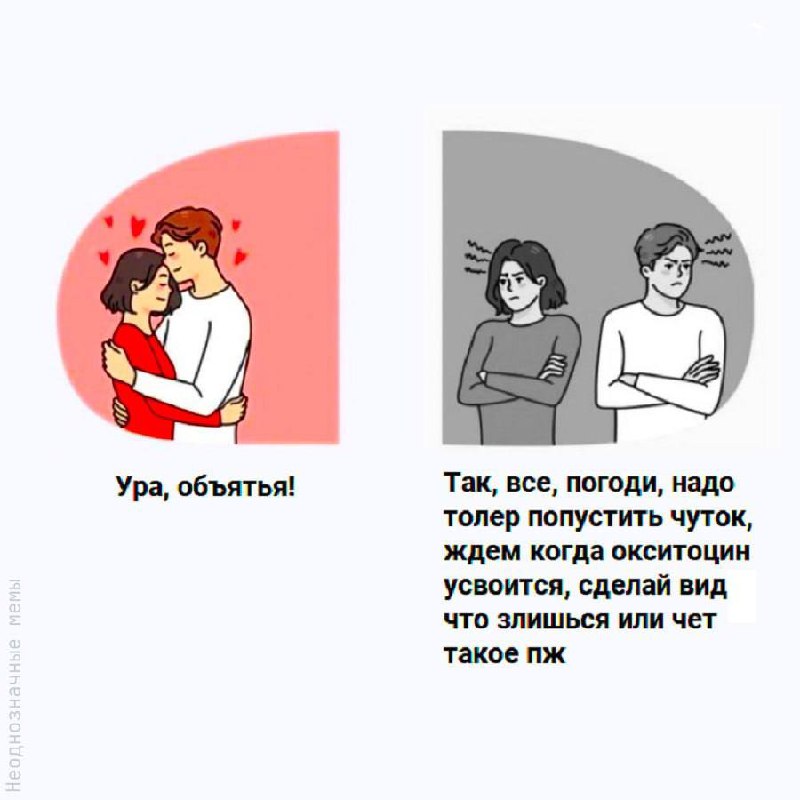 Ура, объятья!
Так, все, погоди, надо
толер попустить чуток,
ждем когда окситоцин
усвоится, сделай вид
что злишься или чет
такое пж
Неоднозначные мемы